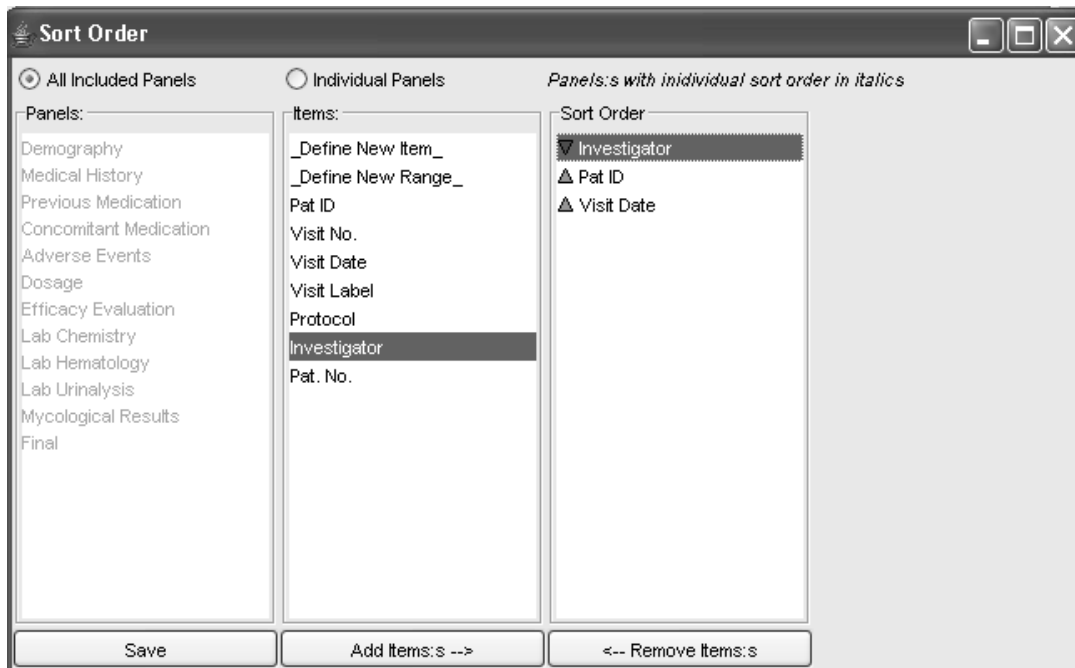 Sort Order
All Included Panels
Individual Panels
Panels:s with inidividual sort order in italics
Panels:
Demography
Medical History
Previous Medication
Concomitant Medication
Adverse Events
Dosage
Efficacy Evaluation
Lab Chemistry
Lab Hematology
Lab Urinalysis
Mycological Results
Final
Save
Items:
_Define New Item_
_Define New Range_
Pat ID
Visit No.
Visit Date
Visit Label
Protocol
Investigator
Pat. No.
Add Items:s -->
Sort Order
Investigator
Pat ID
Visit Date
<-- Remove Items:s